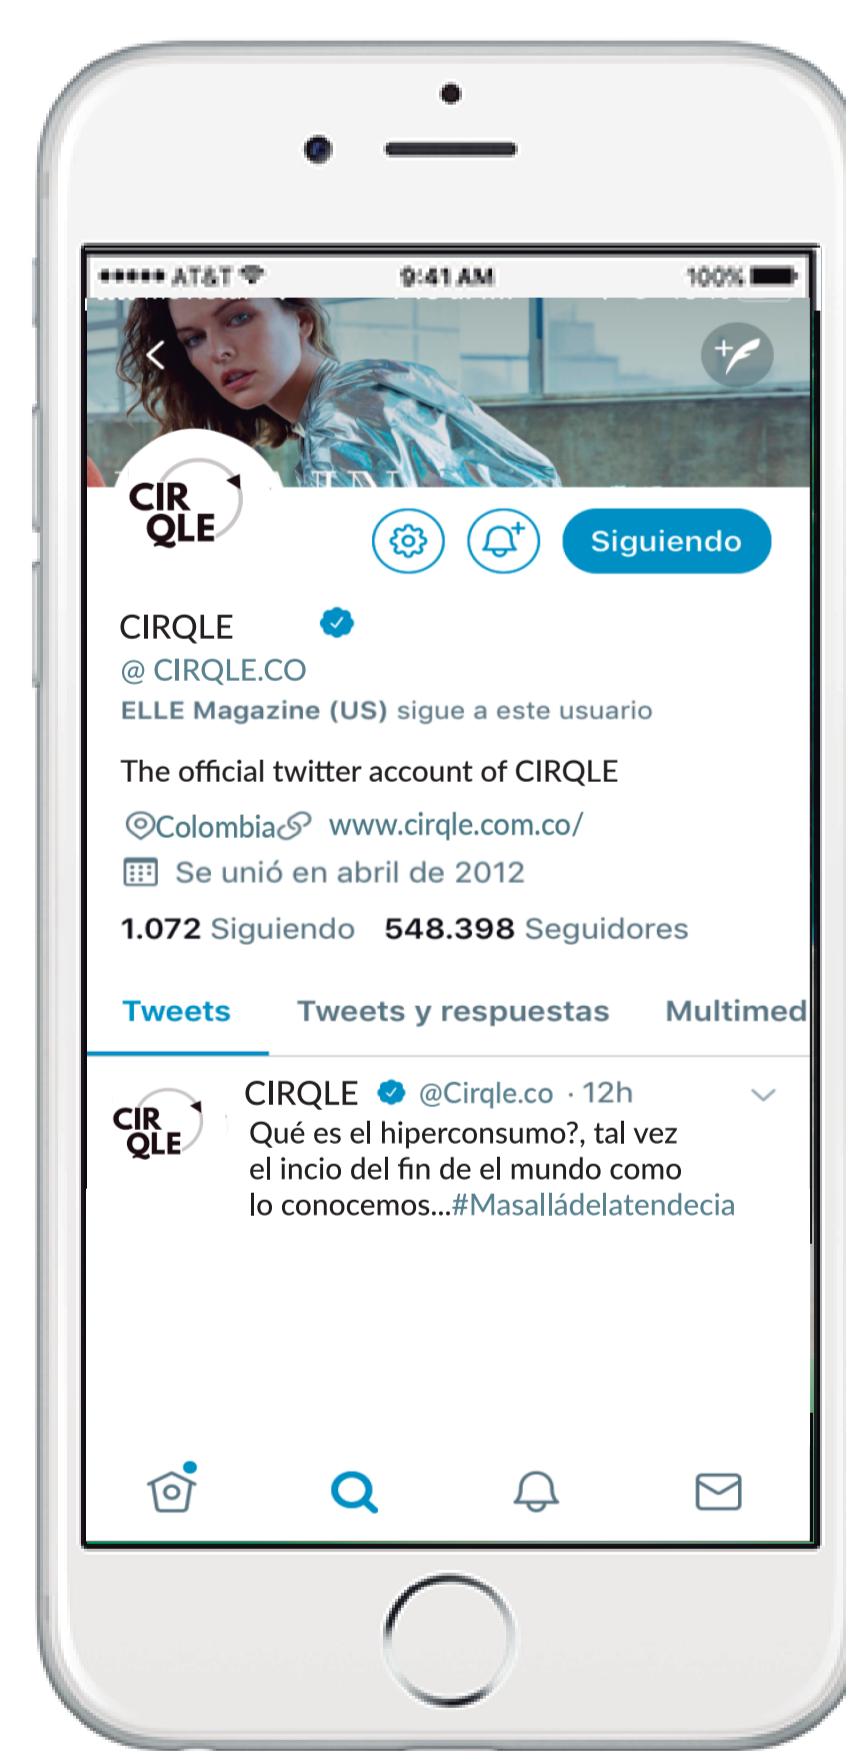 AT&T 9:41 AM 100%
CIR
QLE
Siguiendo
CIRQLE
@ CIRQLE.CO
ELLE Magazine (US) sigue a este usuario
The official twitter account of CIRQLE
Colombia www.cirqle.com.co/
Se unió en abril de 2012
1.072 Siguiendo 548.398 Seguidores
Tweets Tweets y respuestas Multimed
CIR
QLE
CIRQLE @Cirqle.co · 12h
Qué es el hiperconsumo?, tal vez
el incio del fin de el mundo como
lo conocemos...#Masalládelatendecia